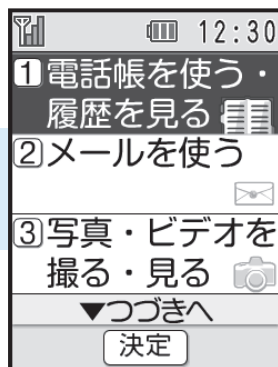 12:30
1電話帳を使う・
履歴を見る
2メールを使う
3写真・ビデオを
撮る・見る
▼つづきへ
決定